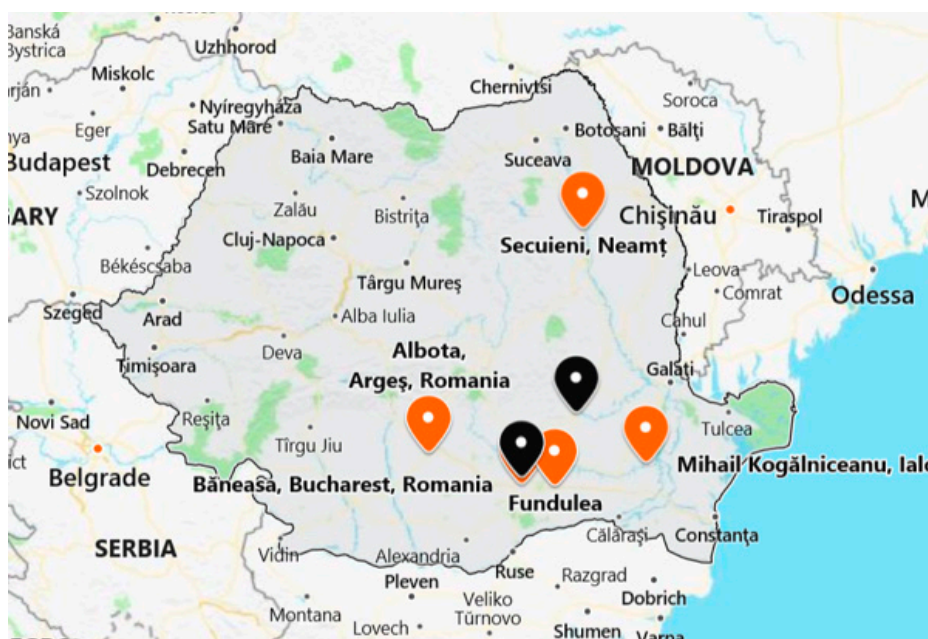 Banská
Bystrica
Uzhhorod
Miskolc
Chernivtsi
Soroca
Nyíregyháza
Satu Mare
Eger
Botoșani
Bălți
Budapest
Debrecen
Baia Mare
Suceava
MOLDOVA
Szolnok
Zalău
Bistrița
Chișinău
Tiraspol
GARY
Cluj-Napoca
Secuieni, Neamț
Békéscsaba
Târgu Mureș
Leova
Comrat
Odessa
Szeged
Arad
Alba Iulia
Cahul
Timișoara
Deva
Albota,
Argeș, Romania
Galați
Novi Sad
Reșița
Tîrgu Jiu
Tulcea
Belgrade
Băneasa, Bucharest, Romania
Mihail Kogălniceanu, Ialo
Fundulea
SERBIA
Vidin
Alexandria
Călărași
Constanța
Pleven
Ruse
Razgrad
Montana
Veliko
Tŭrnovo
Dobrich
Lovech
Shumen
Varna